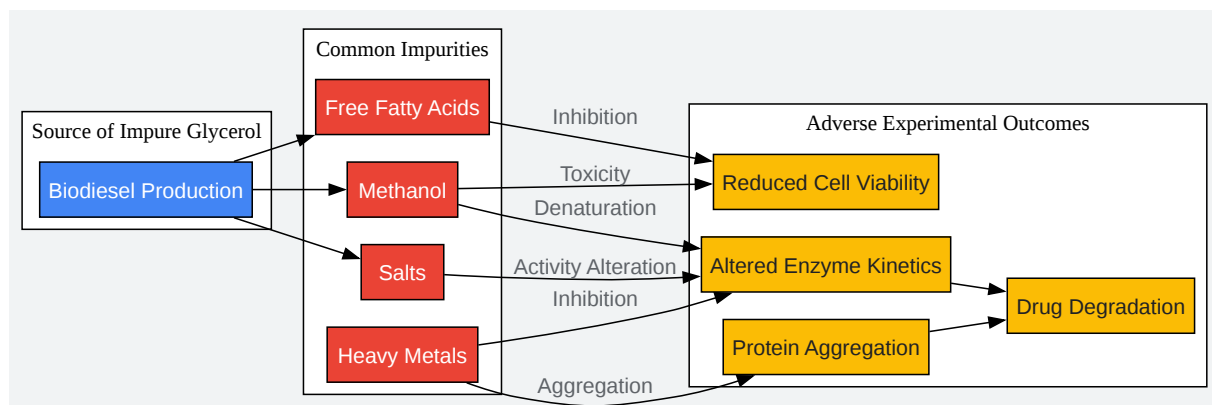 Source of Impure Glycerol
Biodiesel Production
Common Impurities
Free Fatty Acids
Methanol
Salts
Heavy Metals
Inhibition
Toxicity
Denaturation
Activity Alteration
Inhibition
Aggregation
Adverse Experimental Outcomes
Reduced Cell Viability
Altered Enzyme Kinetics
Protein Aggregation
Drug Degradation